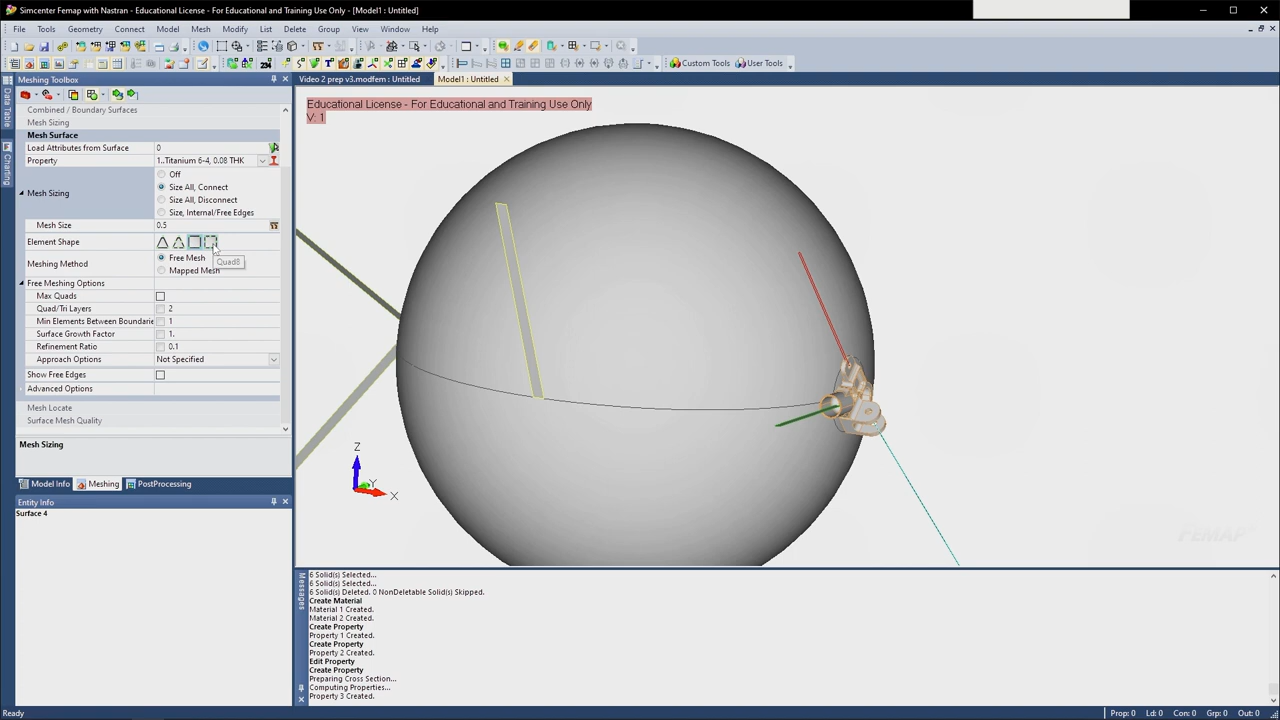 Simcenter Femap with Nastran - Educational License - For Educational and Training Use Only - [Model1 : Untitled]
File Tools Geometry Connect Model Mesh Modify List Delete Group View Window Help
Custom Tools User Tools
Meshing Toolbox
Video 2 prep v3.modfem : Untitled Model1 : Untitled
Data Table
Charting
Combined / Boundary Surfaces
Mesh Sizing
Mesh Surface
Load Attributes from Surface 0
Property 1..Titanium 6-4, 0.08 THK
Mesh Sizing
Off
Size All, Connect
Size All, Disconnect
Size, Internal/Free Edges
Mesh Size 0.5
Element Shape
Quad8
Meshing Method
Free Mesh
Mapped Mesh
Free Meshing Options
Max Quads
Quad/Tri Layers 2
Min Elements Between Boundarie 1
Surface Growth Factor 1.
Refinement Ratio 0.1
Approach Options Not Specified
Show Free Edges
Advanced Options
Mesh Locate
Surface Mesh Quality
Mesh Sizing
Model Info Meshing PostProcessing
Entity Info
Surface 4
Educational License - For Educational and Training Use Only
V: 1
Z
Y
X
FEMAP
Messages
6 Solid(s) Selected...
6 Solid(s) Selected...
6 Solid(s) Deleted. 0 NonDeletable Solid(s) Skipped.
Create Material
Material 1 Created.
Material 2 Created.
Create Property
Property 1 Created.
Create Property
Property 2 Created.
Edit Property
Create Property
Preparing Cross Section...
Computing Properties...
Property 3 Created.
Ready
Prop: 0 Ld: 0 Con: 0 Grp: 0 Out: 0